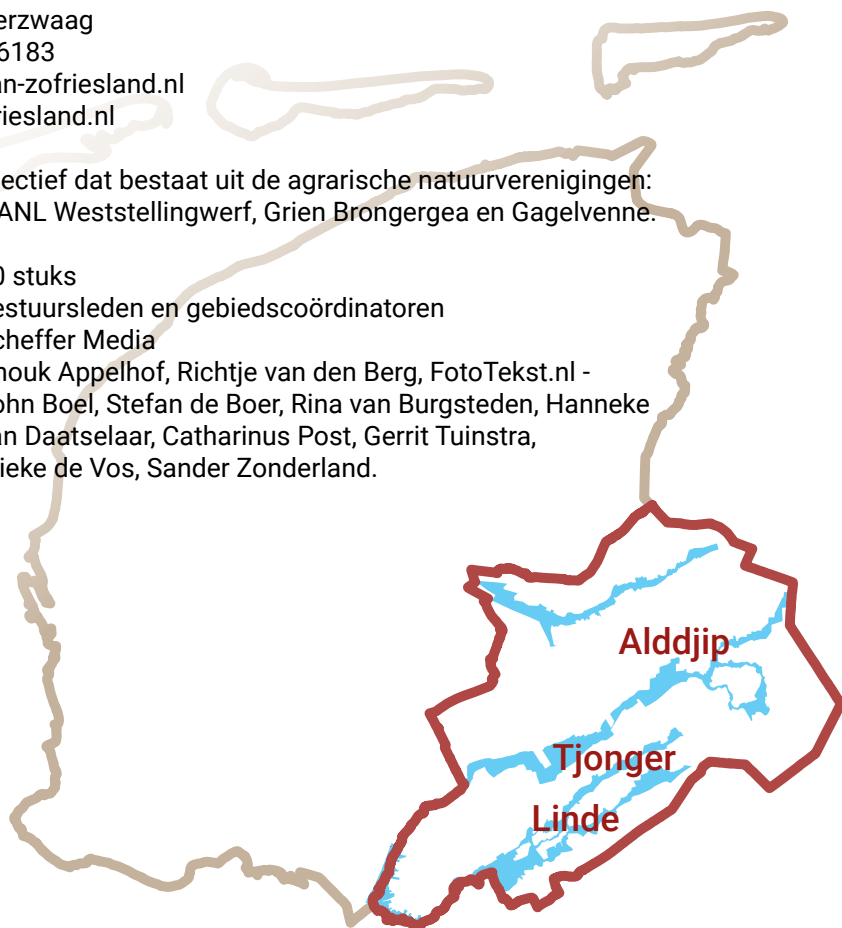 erzwaag
6183
an-zofriesland.nl
riesland.nl
ectief dat bestaat uit de agrarische natuurverenigingen:
ANL Weststellingwerf, Grien Brongergea en Gagelvenne.
0 stuks
estuursleden en gebiedscoördinatoren
cheffer Media
nouk Appelhof, Richtje van den Berg, FotoTekst.nl -
ohn Boel, Stefan de Boer, Rina van Burgsteden, Hanneke
an Daatselaar, Catharinus Post, Gerrit Tuinstra,
ieke de Vos, Sander Zonderland.
Alddjip
Tjonger
Linde